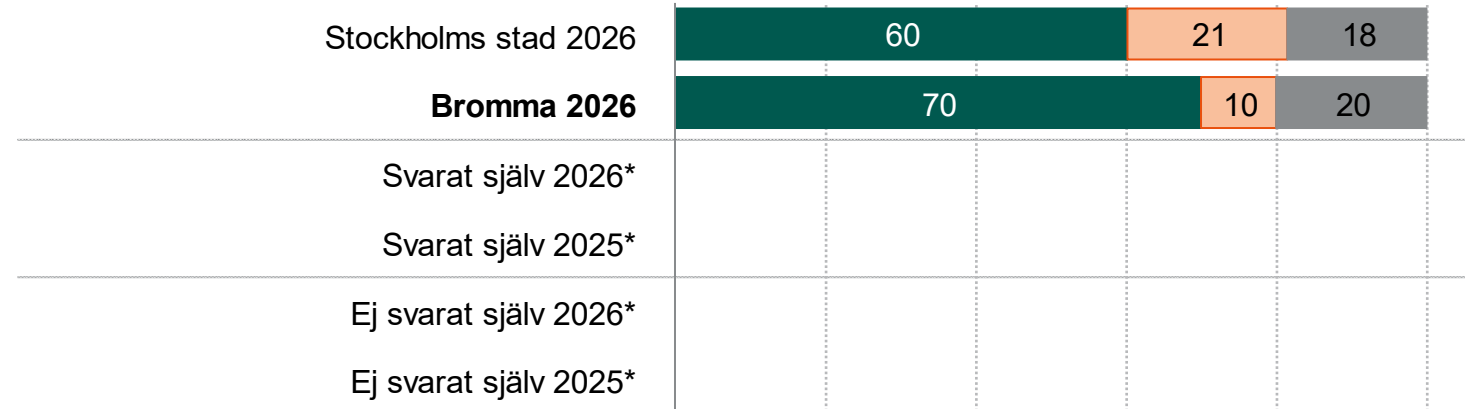 Stockholms stad 2026 60 21 18
Bromma 2026 70 10 20
Svarat själv 2026*
Svarat själv 2025*
Ej svarat själv 2026*
Ej svarat själv 2025*